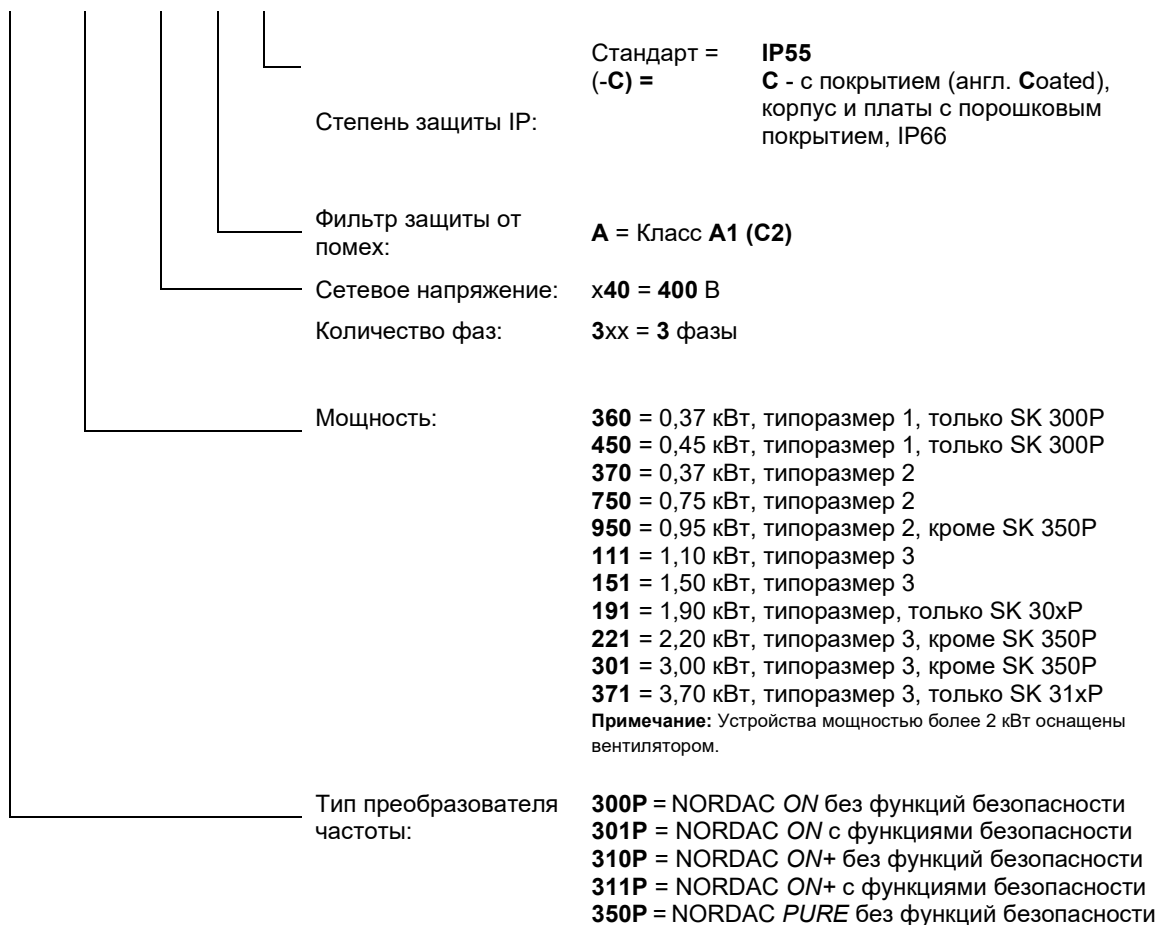 Стандарт = IP55
(-C) = C - с покрытием (англ. Coated),
корпус и платы с порошковым
покрытием, IP66
Степень защиты IP:
Фильтр защиты от
помех:
A = Класс A1 (C2)
Сетевое напряжение: x40 = 400 В
Количество фаз: 3xx = 3 фазы
Мощность: 360 = 0,37 кВт, типоразмер 1, только SK 300P
450 = 0,45 кВт, типоразмер 1, только SK 300P
370 = 0,37 кВт, типоразмер 2
750 = 0,75 кВт, типоразмер 2
950 = 0,95 кВт, типоразмер 2, кроме SK 350P
111 = 1,10 кВт, типоразмер 3
151 = 1,50 кВт, типоразмер 3
191 = 1,90 кВт, типоразмер, только SK 30xP
221 = 2,20 кВт, типоразмер 3, кроме SK 350P
301 = 3,00 кВт, типоразмер 3, кроме SK 350P
371 = 3,70 кВт, типоразмер 3, только SK 31xP
Примечание: Устройства мощностью более 2 кВт оснащены
вентилятором.
Тип преобразователя
частоты:
300P = NORDAC ON без функций безопасности
301P = NORDAC ON с функциями безопасности
310P = NORDAC ON+ без функций безопасности
311P = NORDAC ON+ с функциями безопасности
350P = NORDAC PURE без функций безопасности